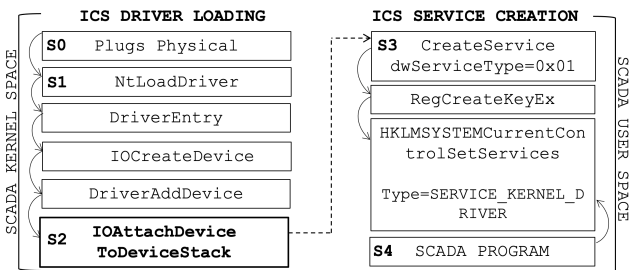 ICS DRIVER LOADING
SCADA KERNEL SPACE
S0 Plugs Physical
S1 NtLoadDriver
DriverEntry
IOCreateDevice
DriverAddDevice
S2 IOAttachDevice
ToDeviceStack
ICS SERVICE CREATION
S3 CreateService
dwServiceType=0x01
RegCreateKeyEx
HKLMSYSTEMCurrentCon
trolSetServices
Type=SERVICE_KERNEL_D
RIVER
S4 SCADA PROGRAM
SCADA USER SPACE